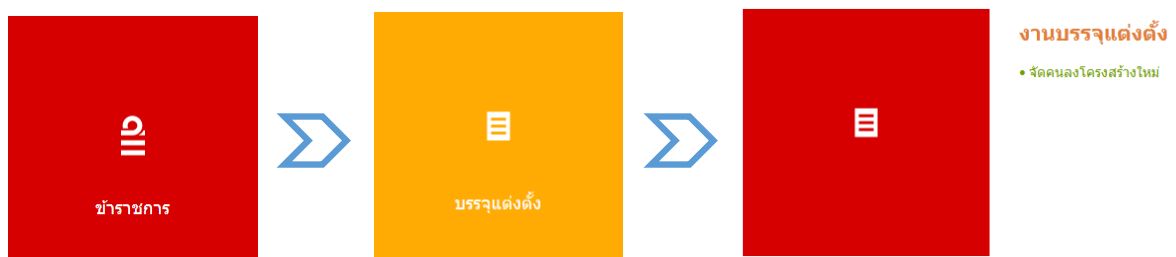 ข้าราชการ
บรรจุแต่งตั้ง
งานบรรจุแต่งตั้ง
• จัดคนลงโครงสร้างใหม่